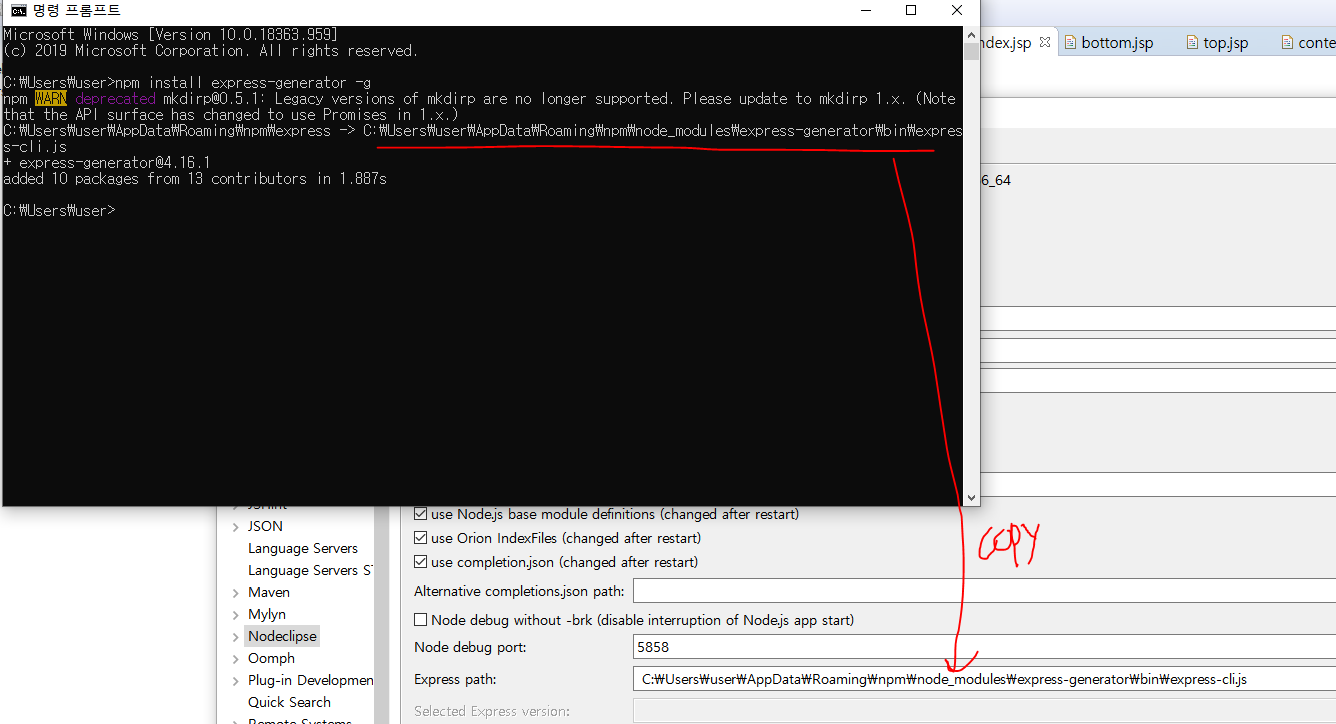 명령 프롬프트
Microsoft Windows [Version 10.0.18363.959]
(c) 2019 Microsoft Corporation. All rights reserved.
C:₩Users₩user>npm install express-generator -g
npm WARN deprecated mkdirp@0.5.1: Legacy versions of mkdirp are no longer supported. Please update to mkdirp 1.x. (Note
that the API surface has changed to use Promises in 1.x.)
C:₩Users₩user₩AppData₩Roaming₩npm₩express -> C:₩Users₩user₩AppData₩Roaming₩npm₩node_modules₩express-generator₩bin₩expres
s-cli.js
+ express-generator@4.16.1
added 10 packages from 13 contributors in 1.887s
C:₩Users₩user>
ndex.jsp
bottom.jsp
top.jsp
conte
6_64
JSHint
JSON
Language Servers
Language Servers ST
Maven
Mylyn
Nodeclipse
Oomph
Plug-in Developmen
Quick Search
Remote Systems
use Node.js base module definitions (changed after restart)
use Orion IndexFiles (changed after restart)
use completion.json (changed after restart)
Alternative completions.json path:
Node debug without -brk (disable interruption of Node.js app start)
Node debug port: 5858
Express path: C:₩Users₩user₩AppData₩Roaming₩npm₩node_modules₩express-generator₩bin₩express-cli.js
Selected Express version:
copy